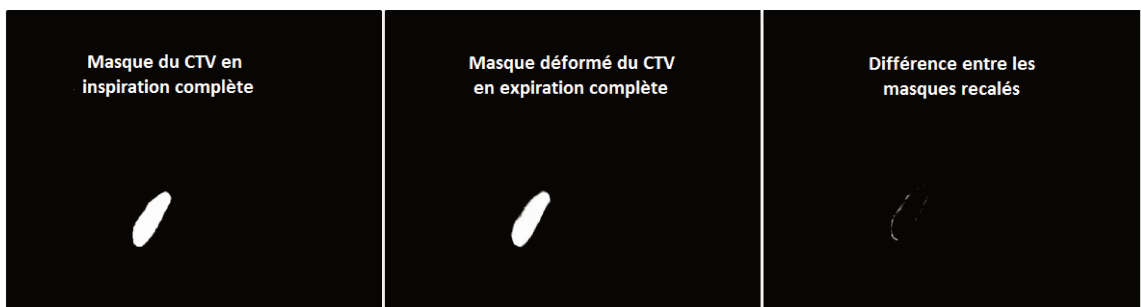 Masque du CTV en
inspiration complète
Masque déformé du CTV
en expiration complète
Différence entre les
masques recalés